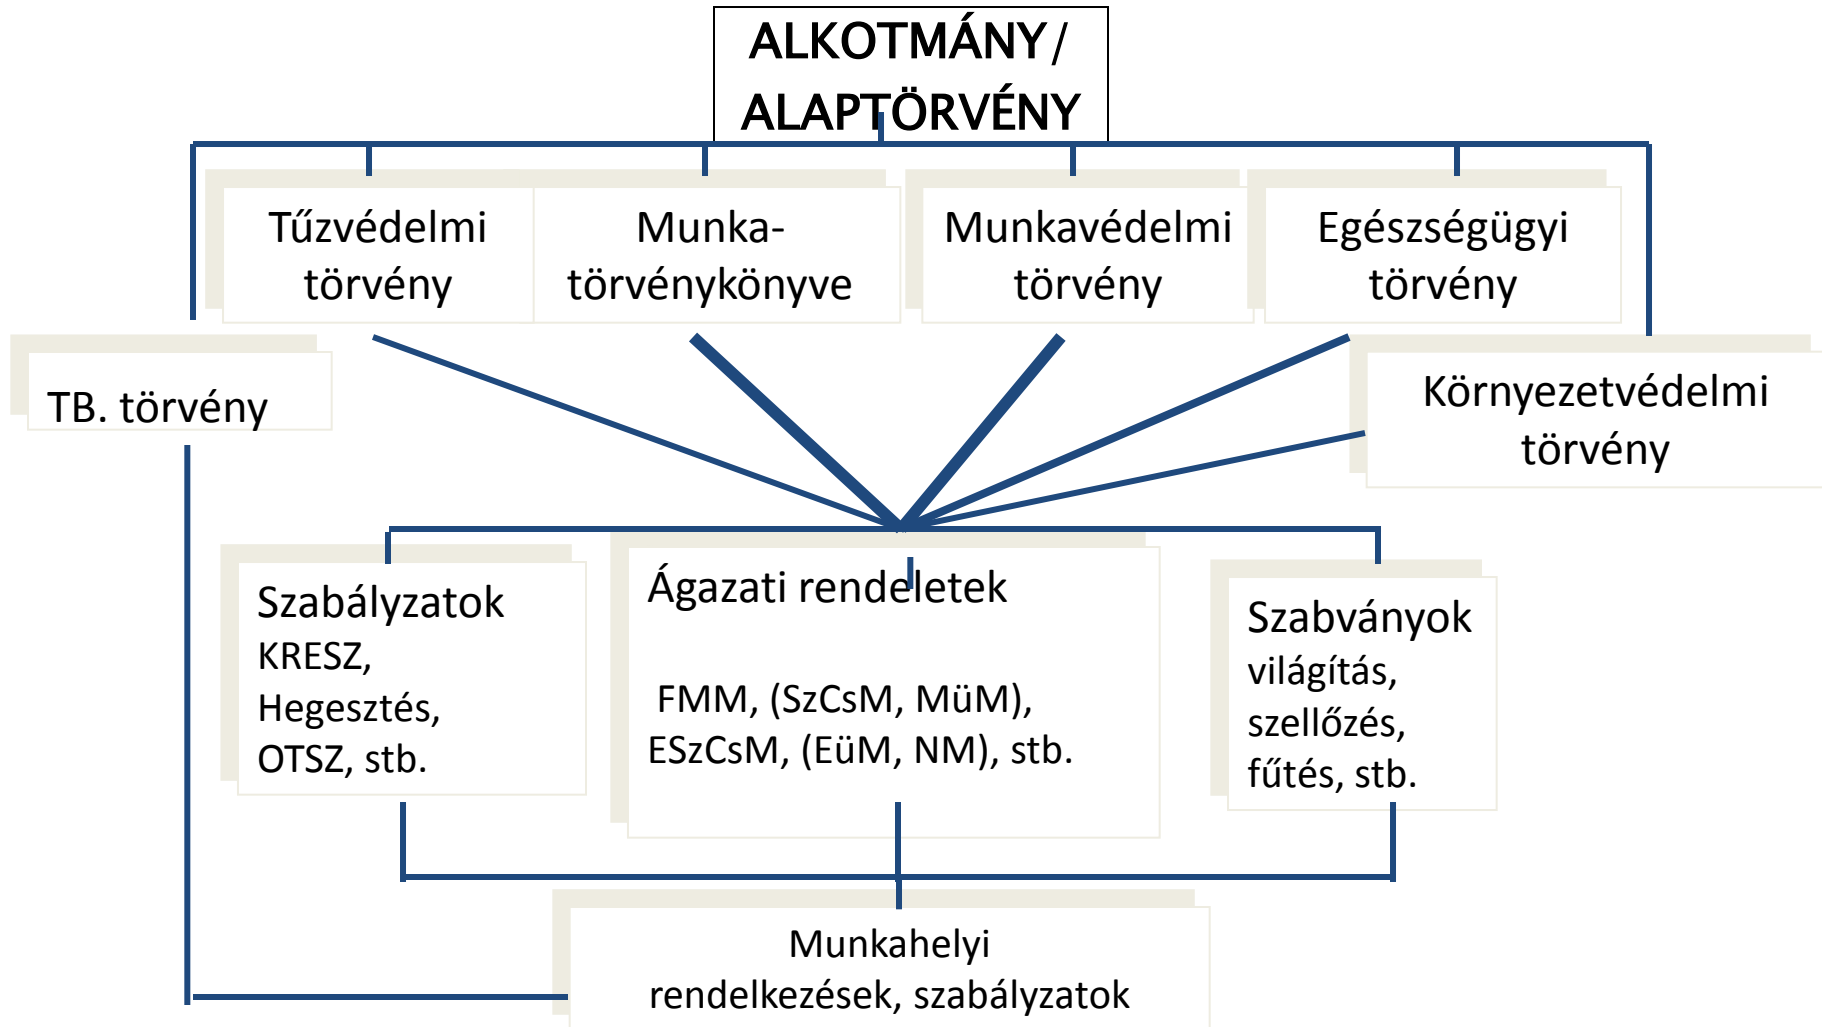 ALKOTMÁNY/
ALAPTÖRVÉNY
Tűzvédelmi
törvény
Munka-
törvénykönyve
Munkavédelmi
törvény
Egészségügyi
törvény
TB. törvény
Környezetvédelmi
törvény
Szabályzatok
KRESZ,
Hegesztés,
OTSZ, stb.
Ágazati rendeletek
FMM, (SzCsM, MüM),
ESzCsM, (EüM, NM), stb.
Szabványok
világítás,
szellőzés,
fűtés, stb.
Munkahelyi
rendelkezések, szabályzatok